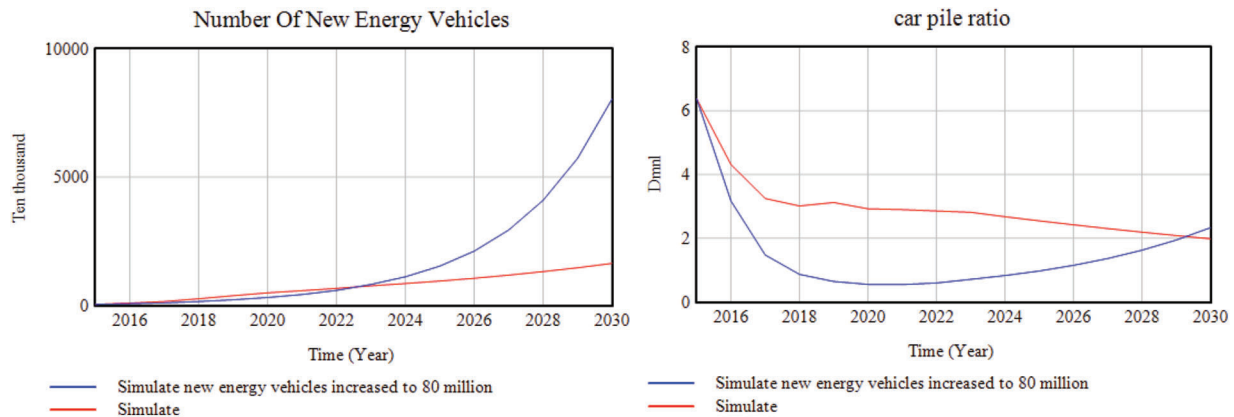 Number Of New Energy Vehicles
10000
5000
0
Ten thousand
2016 2018 2020 2022 2024 2026 2028 2030
Time (Year)
Simulate new energy vehicles increased to 80 million
Simulate
car pile ratio
8
6
4
2
0
Dmnl
2016 2018 2020 2022 2024 2026 2028 2030
Time (Year)
Simulate new energy vehicles increased to 80 million
Simulate